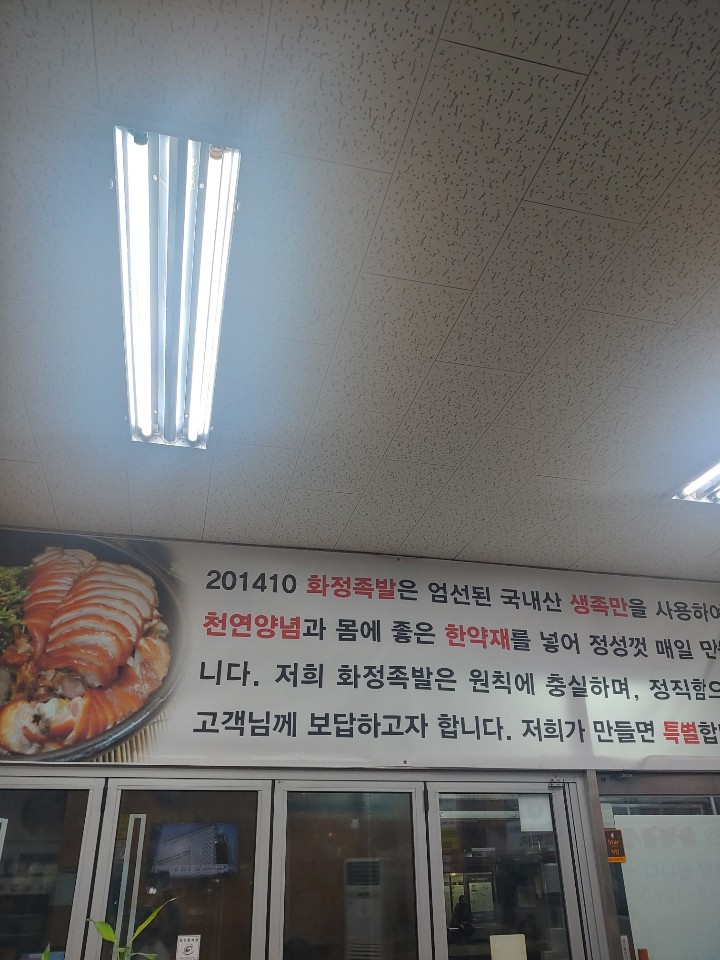 201410 화정족발은 엄선된 국내산 생족만을 사용하여
천연양념과 몸에 좋은 한약재를 넣어 정성껏 매일
니다. 저희 화정족발은 원칙에 충실하며, 정직함으
고객님께 보답하고자 합니다. 저희가 만들면 특별합